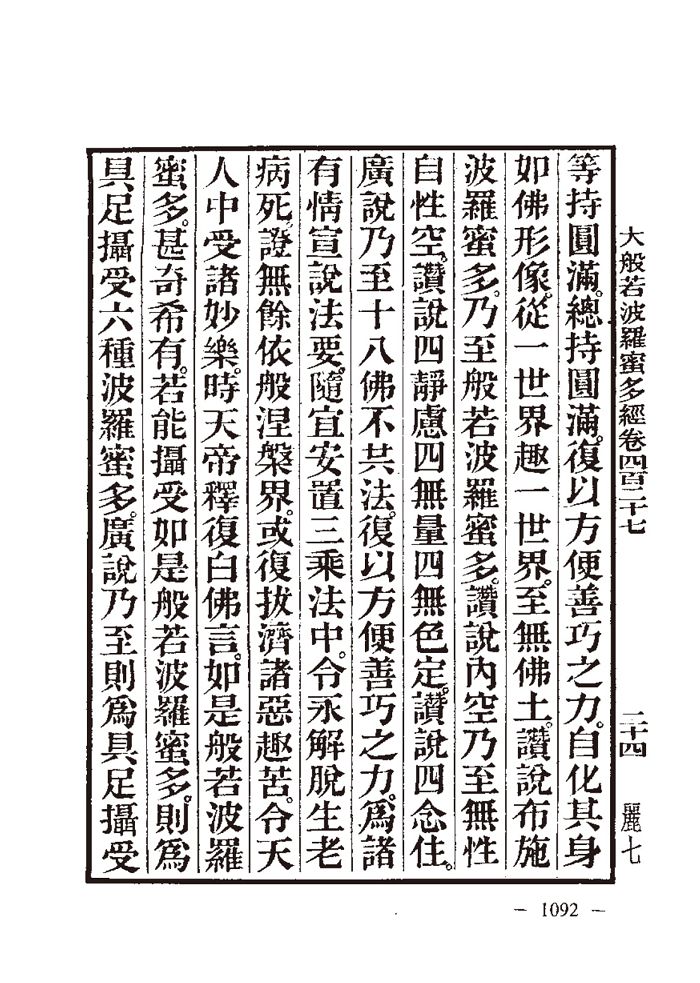 大般若波羅蜜多經卷四百二十七
二十四
麗七
等持圓滿。總持圓滿。復以方便善巧之力。自化其身
如佛形像。從一世界趣一世界。至無佛土。讚說布施
波羅蜜多。乃至般若波羅蜜多。讚說內空乃至無性
自性空。讚說四靜慮四無量四無色定。讚說四念住。
廣說乃至十八佛不共法。復以方便善巧之力。為諸
有情宣說法要。隨宜安置三乘法中。令永解脫生老
病死。證無餘依般涅槃界。或復拔濟諸惡趣苦。令天
人中受諸妙樂。時天帝釋復白佛言。如是般若波羅
蜜多。甚奇希有。若能攝受如是般若波羅蜜多。則為
具足攝受六種波羅蜜多。廣說乃至則為具足攝受
— 1092 —